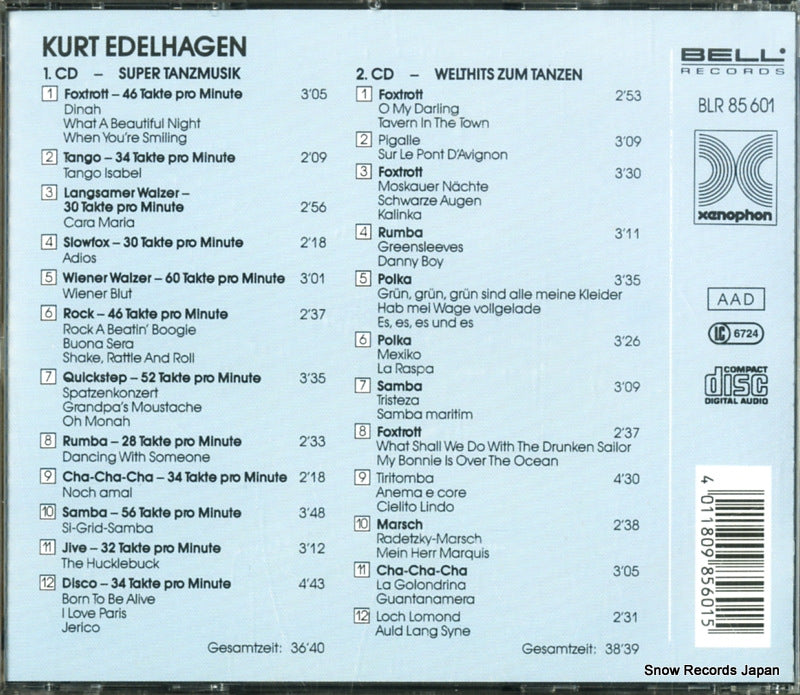 KURT EDELHAGEN
1. CD – SUPER TANZMUSIK
1 Foxtrott – 46 Takte pro Minute 3'05
Dinah
What A Beautiful Night
When You're Smiling
2 Tango – 34 Takte pro Minute 2'09
Tango Isabel
3 Langsamer Walzer –
30 Takte pro Minute 2'56
Cara Maria
4 Slowfox – 30 Takte pro Minute 2'18
Adios
5 Wiener Walzer – 60 Takte pro Minute 3'01
Wiener Blut
6 Rock – 46 Takte pro Minute 2'37
Rock A Beatin' Boogie
Buona Sera
Shake, Rattle And Roll
7 Quickstep – 52 Takte pro Minute 3'35
Spatzenkonzert
Grandpa's Moustache
Oh Monah
8 Rumba – 28 Takte pro Minute 2'33
Dancing With Someone
9 Cha-Cha-Cha – 34 Takte pro Minute 2'18
Noch amal
10 Samba – 56 Takte pro Minute 3'48
SI-Grid-Samba
11 Jive – 32 Takte pro Minute 3'12
The Hucklebuck
12 Disco – 34 Takte pro Minute 4'43
Born To Be Alive
I Love Paris
Jerico
Gesamtzeit: 36'40
2. CD – WELTHITS ZUM TANZEN
1 Foxtrott 2'53
O My Darling
Tavern In The Town
2 Pigalle 3'09
Sur Le Pont D'Avignon
3 Foxtrott 3'30
Moskauer Nächte
Schwarze Augen
Kalinka
4 Rumba 3'11
Greensleeves
Danny Boy
5 Polka 3'35
Grün, grün, grün sind alle meine Kleider
Hab mei Wage vollgelade
Es, es, es und es
6 Polka 3'26
Mexiko
La Raspa
7 Samba 3'09
Tristeza
Samba maritim
8 Foxtrott 2'37
What Shall We Do With The Drunken Sailor
My Bonnie Is Over The Ocean
9 Tiritomba 4'30
Anema e core
Cielito Lindo
10 Marsch 2'38
Radetzky-Marsch
Mein Herr Marquis
11 Cha-Cha-Cha 3'05
La Golondrina
Guantanamera
12 Loch Lomond 2'31
Auld Lang Syne
Gesamtzeit: 38'39
BELL
RECORDS
BLR 85 601
xenophon
AAD
LC 6724
COMPACT
disc
DIGITAL AUDIO
4 011809 856015
Snow Records Japan